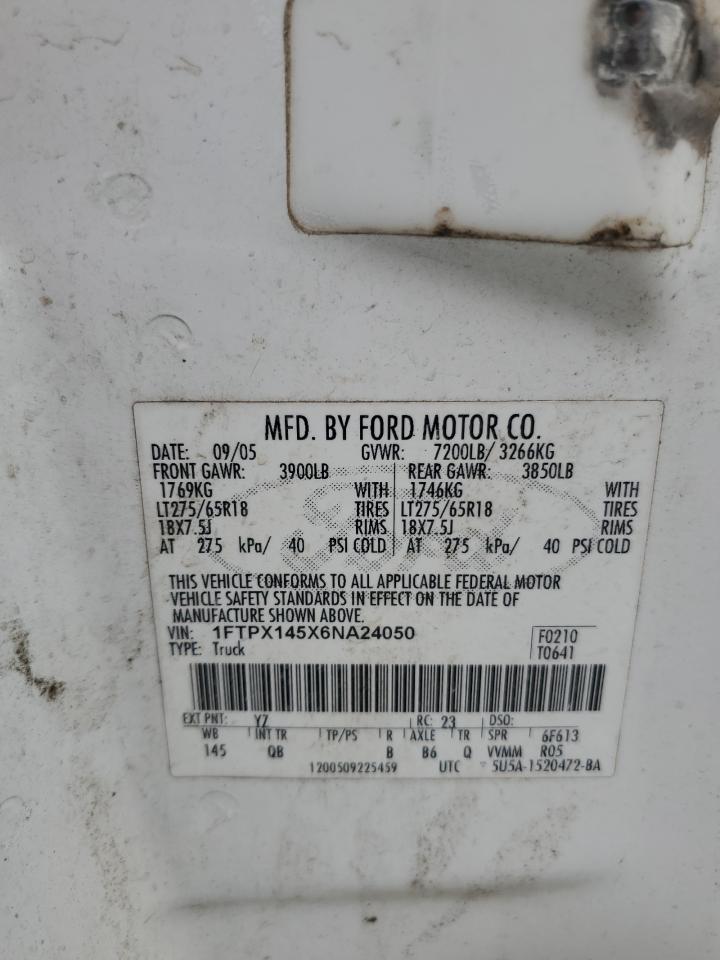 MFD. BY FORD MOTOR CO.
DATE: 09/05 GVWR: 7200LB/ 3266KG
FRONT GAWR: 3900LB REAR GAWR: 3850LB
1769KG WITH 1746KG WITH
LT275/65R18 TIRES LT275/65R18 TIRES
18X7.5J RIMS 18X7.5J RIMS
AT 275 kPa/ 40 PSI COLD AT 275 kPa/ 40 PSI COLD
THIS VEHICLE CONFORMS TO ALL APPLICABLE FEDERAL MOTOR
VEHICLE SAFETY STANDARDS IN EFFECT ON THE DATE OF
MANUFACTURE SHOWN ABOVE.
VIN: 1FTPX145X6NA24050 F0210
TYPE: Truck T0641
EXT PNT: YZ RC: 23 DSO:
WB INT TR TP/PS R AXLE TR SPR 6F613
145 QB B B6 Q VVMM R05
1200509225459 UTC 5U5A-1520472-BA